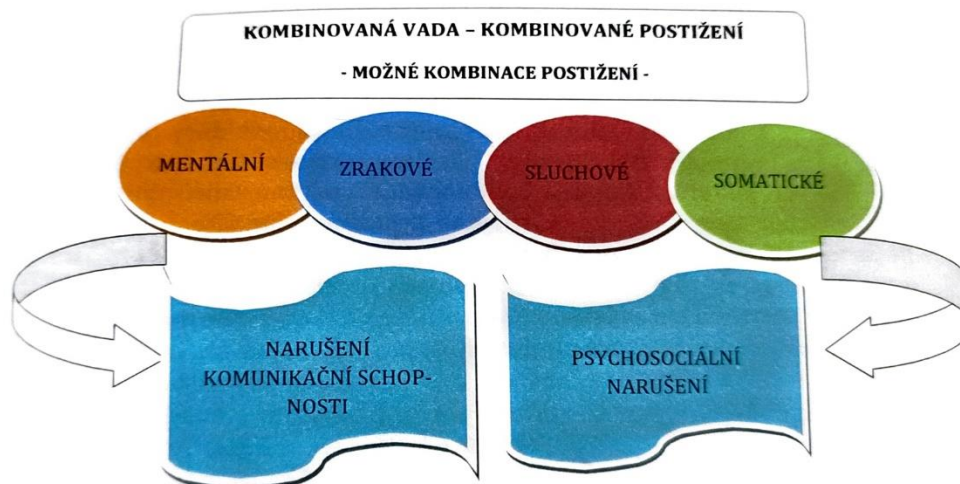 KOMBINOVANÁ VADA – KOMBINOVANÉ POSTIŽENÍ
- MOŽNÉ KOMBINACE POSTIŽENÍ -
MENTÁLNÍ
ZRAKOVÉ
SLUCHOVÉ
SOMATICKÉ
NARUŠENÍ
KOMUNIKAČNÍ SCHOP-
NOSTI
PSYCHOSOCIÁLNÍ
NARUŠENÍ